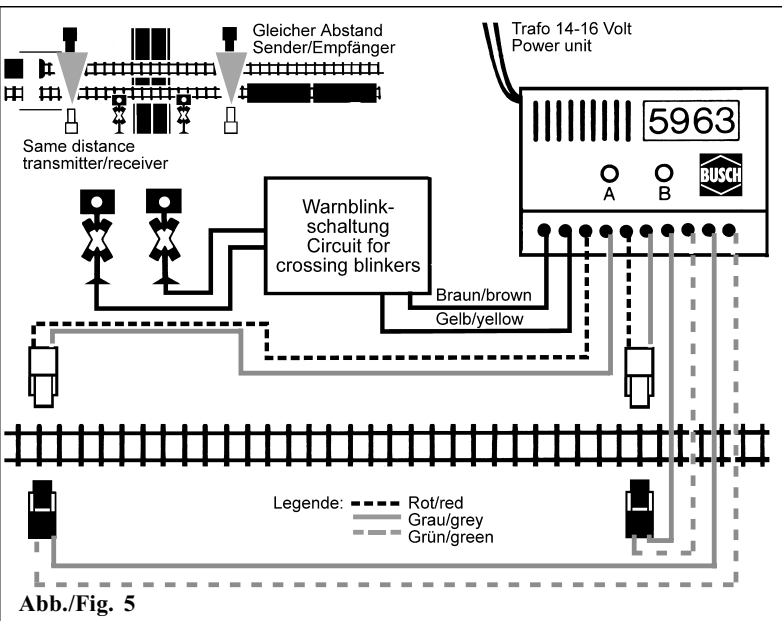 Gleicher Abstand
Sender/Empfänger
Trafo 14-16 Volt
Power unit
5963
Same distance
transmitter/receiver
A
B
BUSCH
Warnblink-
schaltung
Circuit for
crossing blinkers
Braun/brown
Gelb/yellow
Legende:
Rot/red
Grau/grey
Grün/green
Abb./Fig. 5